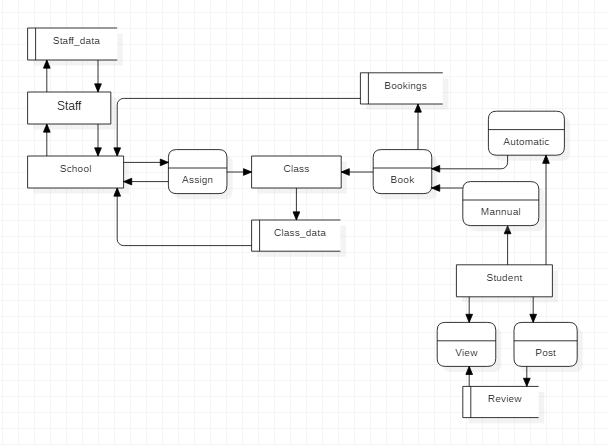 Staff_data
Bookings
Staff
Automatic
School
Assign
Class
Book
Mannual
Class_data
Student
View
Post
Review